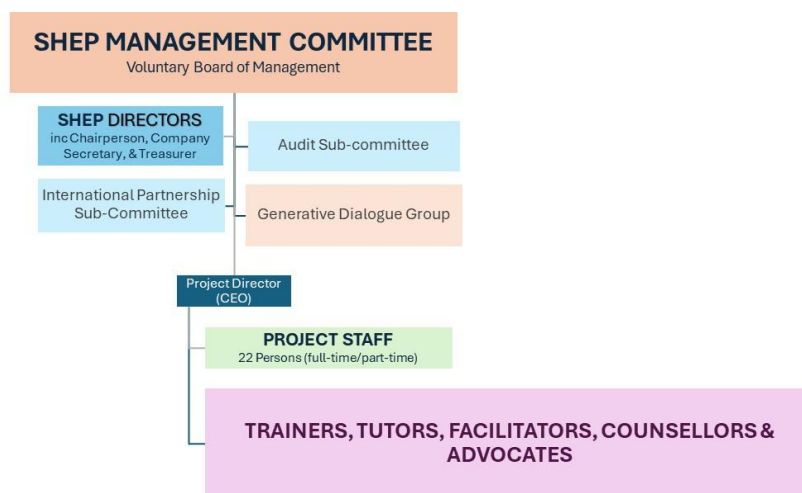 SHEP MANAGEMENT COMMITTEE
Voluntary Board of Management
SHEP DIRECTORS
inc Chairperson, Company
Secretary, & Treasurer
Audit Sub-committee
International Partnership
Sub-Committee
Generative Dialogue Group
Project Director
(CEO)
PROJECT STAFF
22 Persons (full-time/part-time)
TRAINERS, TUTORS, FACILITATORS, COUNSELLORS &
ADVOCATES